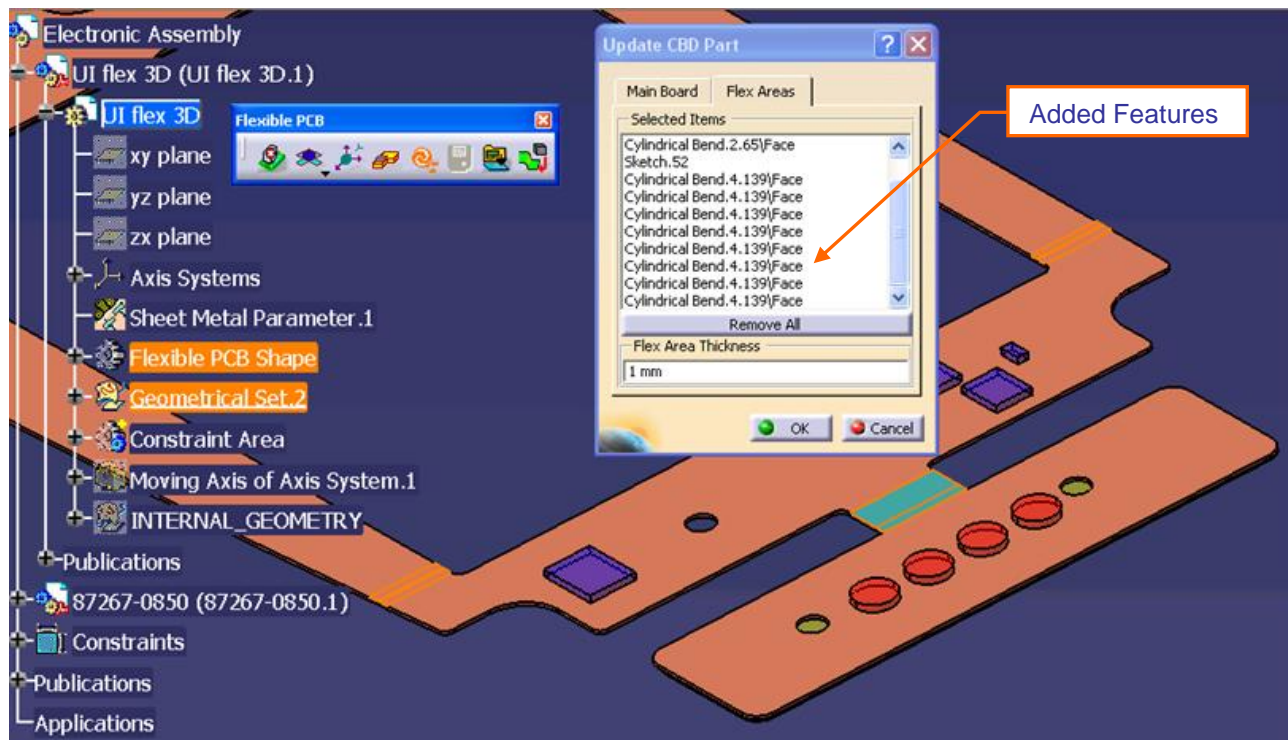 Electronic Assembly
UI flex 3D (UI flex 3D.1)
UI flex 3D
xy plane
yz plane
zx plane
Axis Systems
Sheet Metal Parameter.1
Flexible PCB Shape
Geometrical Set.2
Constraint Area
Moving Axis of Axis System.1
INTERNAL_GEOMETRY
Publications
87267-0850 (87267-0850.1)
Constraints
Publications
Applications
Flexible PCB
Update CBD Part
Main Board Flex Areas
Selected Items
Cylindrical Bend.2.65\Face
Sketch.52
Cylindrical Bend.4.139\Face
Cylindrical Bend.4.139\Face
Cylindrical Bend.4.139\Face
Cylindrical Bend.4.139\Face
Cylindrical Bend.4.139\Face
Cylindrical Bend.4.139\Face
Cylindrical Bend.4.139\Face
Cylindrical Bend.4.139\Face
Remove All
Flex Area Thickness
1 mm
OK Cancel
Added Features